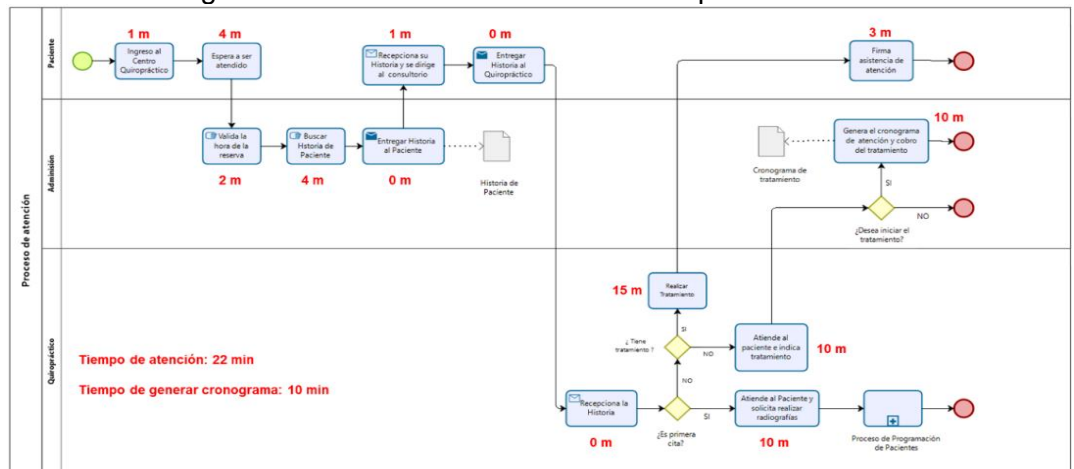 Proceso de atención
Paciente
1 m
Ingreso al
Centro
Quiropráctico
4 m
Espera a ser
atendido
1 m
Recepciona su
Historia y se dirige
al consultorio
0 m
Entregar
Historia al
Quiropráctico
3 m
Firma
asistencia de
atención
Adminisión
Valida la
hora de la
reserva
2 m
Buscar
Hstoria de
Paciente
4 m
Entregar Historia
al Paciente
0 m
Historia de
Paciente
Cronograma de
tratamiento
Genera el cronograma
de atención y cobro
del tratamiento
10 m
SI
NO
¿Desea iniciar el
tratamiento?
Quiropráctico
Tiempo de atención: 22 min
Tiempo de generar cronograma: 10 min
15 m
Realizar
Tratamiento
SI
¿ Tiene
tratamiento ?
NO
Atiende al
paciente e indica
tratamiento
10 m
NO
Recepciona la
Historia
0 m
¿Es primera
cita?
SI
Atiende al Paciente y
solicita realizar
radiografías
10 m
Proceso de Programación
de Pacientes